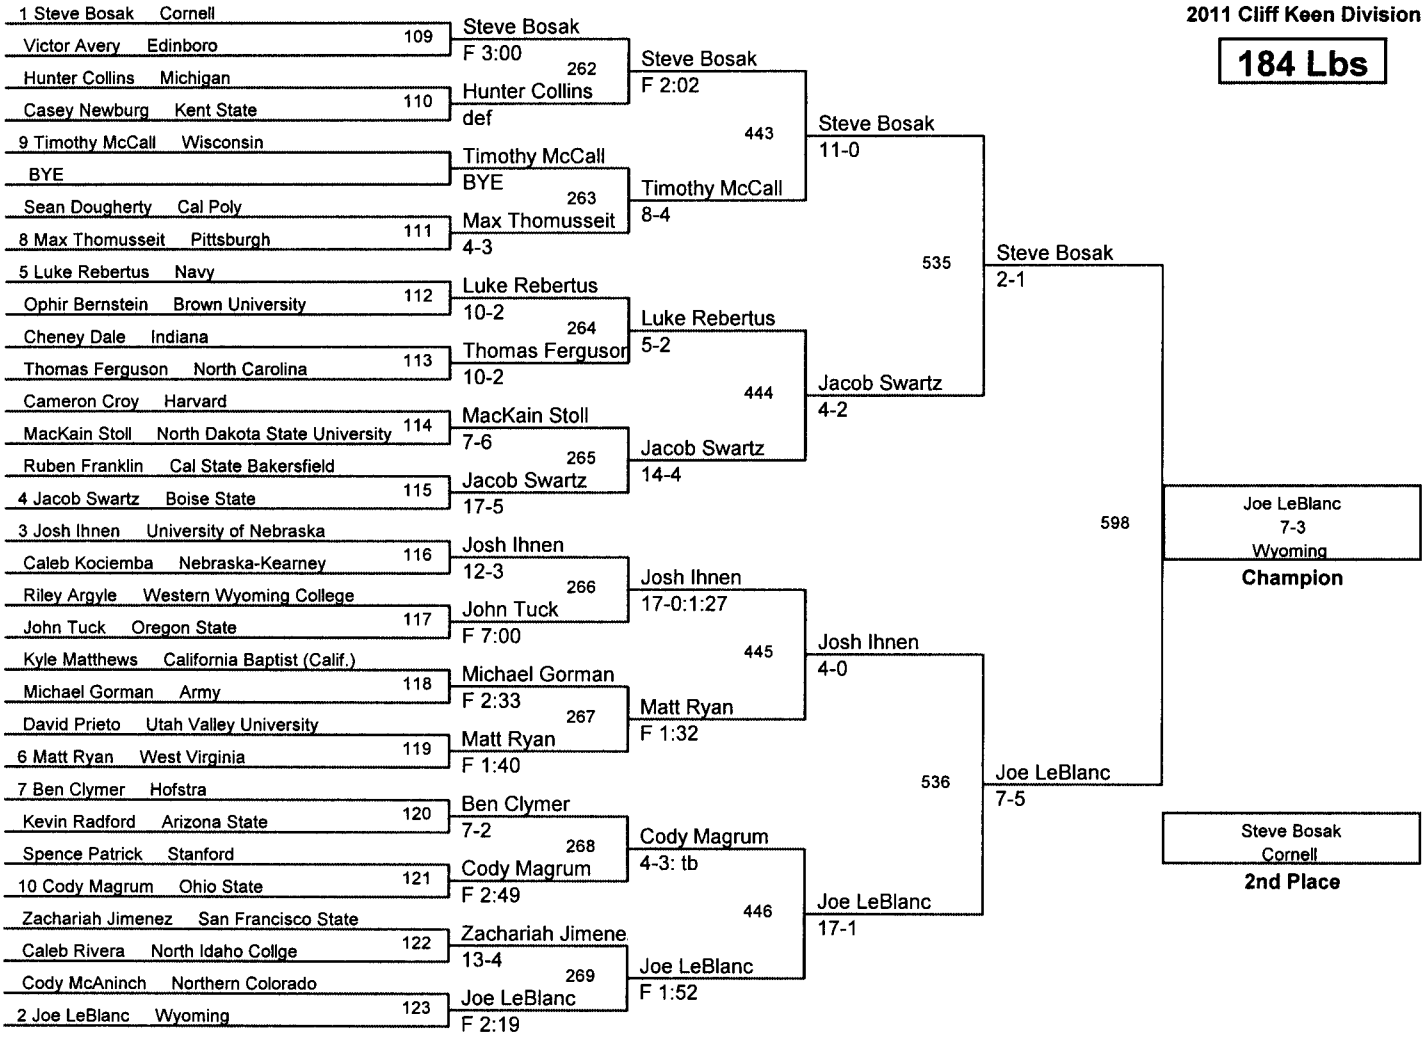 2011 Cliff Keen Division
184 Lbs
1 Steve Bosak Cornell
Victor Avery Edinboro
Hunter Collins Michigan
Casey Newburg Kent State
9 Timothy McCall Wisconsin
BYE
Sean Dougherty Cal Poly
8 Max Thomusseit Pittsburgh
5 Luke Rebertus Navy
Ophir Bernstein Brown University
Cheney Dale Indiana
Thomas Ferguson North Carolina
Cameron Croy Harvard
MacKain Stoll North Dakota State University
Ruben Franklin Cal State Bakersfield
4 Jacob Swartz Boise State
3 Josh Ihnen University of Nebraska
Caleb Kociemba Nebraska-Kearney
Riley Argyle Western Wyoming College
John Tuck Oregon State
Kyle Matthews California Baptist (Calif.)
Michael Gorman Army
David Prieto Utah Valley University
6 Matt Ryan West Virginia
7 Ben Clymer Hofstra
Kevin Radford Arizona State
Spence Patrick Stanford
10 Cody Magrum Ohio State
Zachariah Jimenez San Francisco State
Caleb Rivera North Idaho Collge
Cody McAninch Northern Colorado
2 Joe LeBlanc Wyoming
109
110
111
112
113
114
115
116
117
118
119
120
121
122
123
Steve Bosak
F 3:00
Hunter Collins
def
Timothy McCall
BYE
Max Thomusseit
4-3
Luke Rebertus
10-2
Thomas Ferguson
10-2
MacKain Stoll
7-6
Jacob Swartz
17-5
Josh Ihnen
12-3
John Tuck
F 7:00
Michael Gorman
F 2:33
Matt Ryan
F 1:40
Ben Clymer
7-2
Cody Magrum
F 2:49
Zachariah Jimene
13-4
Joe LeBlanc
F 2:19
262
263
264
265
266
267
268
269
Steve Bosak
F 2:02
Timothy McCall
8-4
Luke Rebertus
5-2
Jacob Swartz
14-4
Josh Ihnen
17-0:1:27
Matt Ryan
F 1:32
Cody Magrum
4-3: tb
Joe LeBlanc
F 1:52
443
444
445
446
Steve Bosak
11-0
Jacob Swartz
4-2
Josh Ihnen
4-0
Joe LeBlanc
17-1
535
536
Steve Bosak
2-1
Joe LeBlanc
7-5
598
Joe LeBlanc
7-3
Wyoming
Champion
Steve Bosak
Cornell
2nd Place